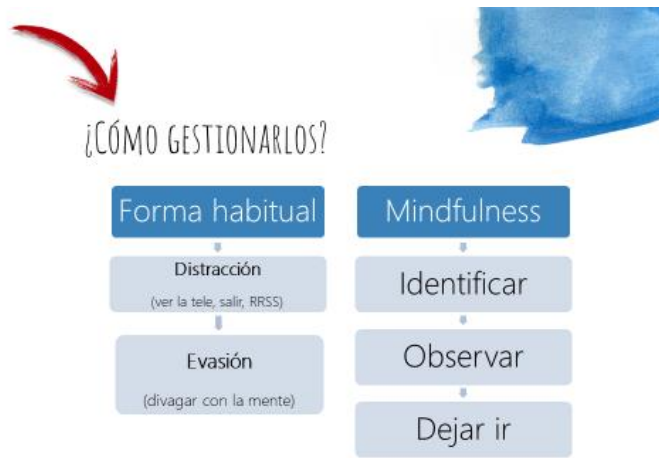 ¿CÓMO GESTIONARLOS?
Forma habitual
Distracción
(ver la tele, salir, RRSS)
Evasión
(divagar con la mente)
Mindfulness
Identificar
Observar
Dejar ir